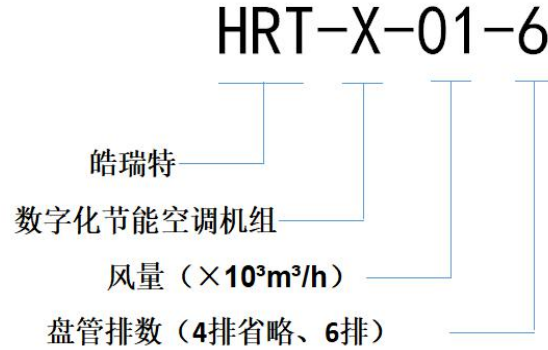 HRT-X-01-6
皓瑞特
数字化节能空调机组
风量（×10³m³/h）
盘管排数（4排省略、6排）